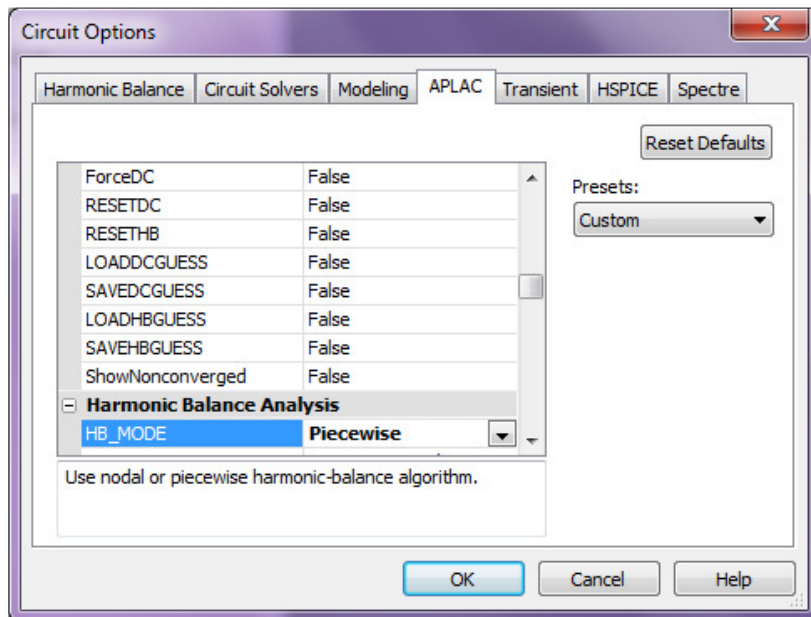 Circuit Options
Harmonic Balance Circuit Solvers Modeling APLAC Transient HSPICE Spectre
Reset Defaults
Presets:
Custom
ForceDC False
RESETDC False
RESETHB False
LOADDCGUESS False
SAVEDCGUESS False
LOADHBGUESS False
SAVEHBGUESS False
ShowNonconverged False
Harmonic Balance Analysis
HB_MODE Piecewise
Use nodal or piecewise harmonic-balance algorithm.
OK Cancel Help